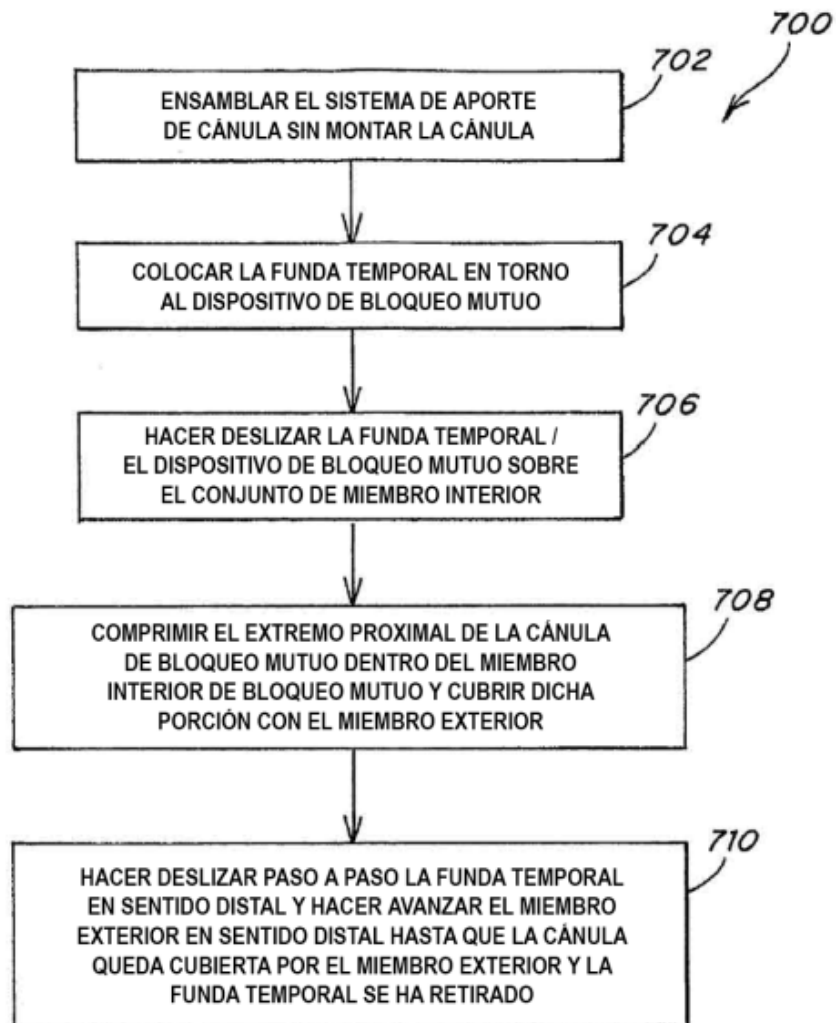 700
702
ENSAMBLAR EL SISTEMA DE APORTE
DE CÁNULA SIN MONTAR LA CÁNULA
704
COLOCAR LA FUNDA TEMPORAL EN TORNO
AL DISPOSITIVO DE BLOQUEO MUTUO
706
HACER DESLIZAR LA FUNDA TEMPORAL /
EL DISPOSITIVO DE BLOQUEO MUTUO SOBRE
EL CONJUNTO DE MIEMBRO INTERIOR
708
COMPRIMIR EL EXTREMO PROXIMAL DE LA CÁNULA
DE BLOQUEO MUTUO DENTRO DEL MIEMBRO
INTERIOR DE BLOQUEO MUTUO Y CUBRIR DICHA
PORCIÓN CON EL MIEMBRO EXTERIOR
710
HACER DESLIZAR PASO A PASO LA FUNDA TEMPORAL
EN SENTIDO DISTAL Y HACER AVANZAR EL MIEMBRO
EXTERIOR EN SENTIDO DISTAL HASTA QUE LA CÁNULA
QUEDA CUBIERTA POR EL MIEMBRO EXTERIOR Y LA
FUNDA TEMPORAL SE HA RETIRADO